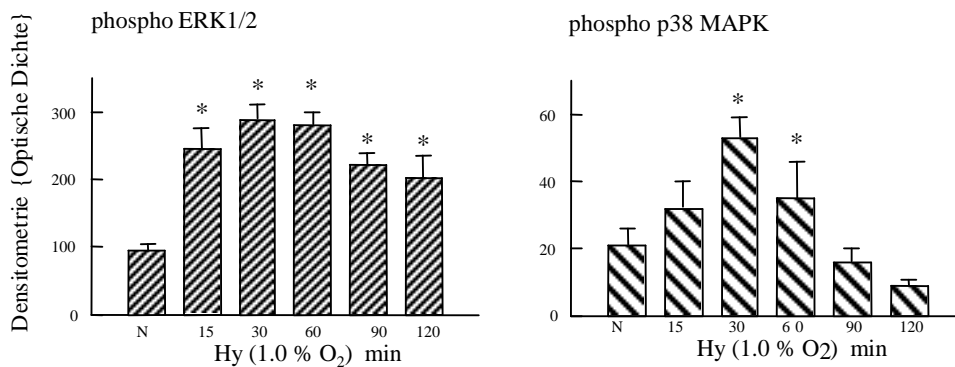 phospho ERK1/2
Densitometrie {Optische Dichte}
300
200
100
0
* * * * *
N 15 30 60 90 120
Hy (1.0 % O₂) min
phospho p38 MAPK
60
40
20
0
* *
N 15 30 6 0 90 120
Hy (1.0 % O2) min